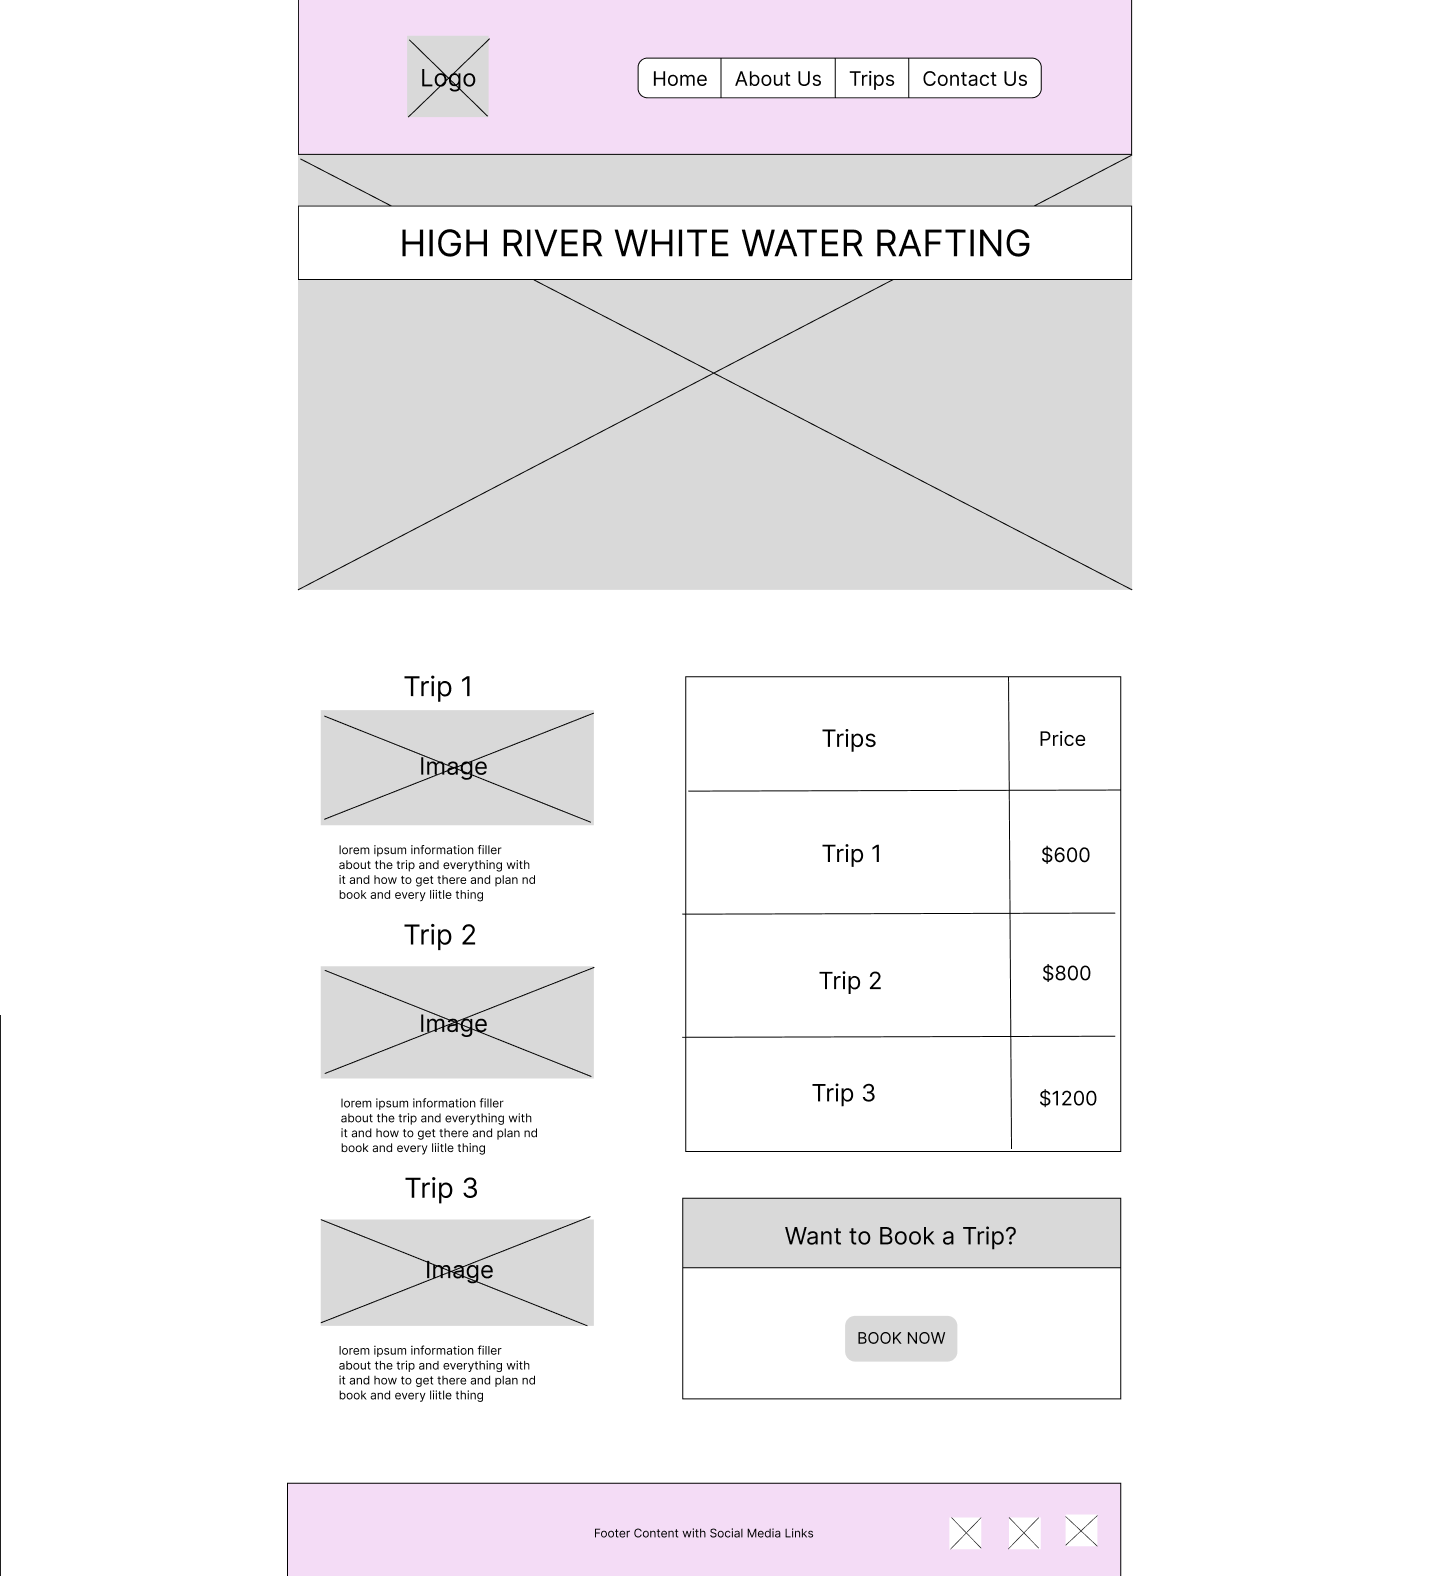 Logo
Home
About Us
Trips
Contact Us
HIGH RIVER WHITE WATER RAFTING
Trip 1
Image
lorem ipsum information filler
about the trip and everything with
it and how to get there and plan nd
book and every liitle thing
Trip 2
Image
lorem ipsum information filler
about the trip and everything with
it and how to get there and plan nd
book and every liitle thing
Trip 3
Image
lorem ipsum information filler
about the trip and everything with
it and how to get there and plan nd
book and every liitle thing
Trips
Price
Trip 1
$600
Trip 2
$800
Trip 3
$1200
Want to Book a Trip?
BOOK NOW
Footer Content with Social Media Links